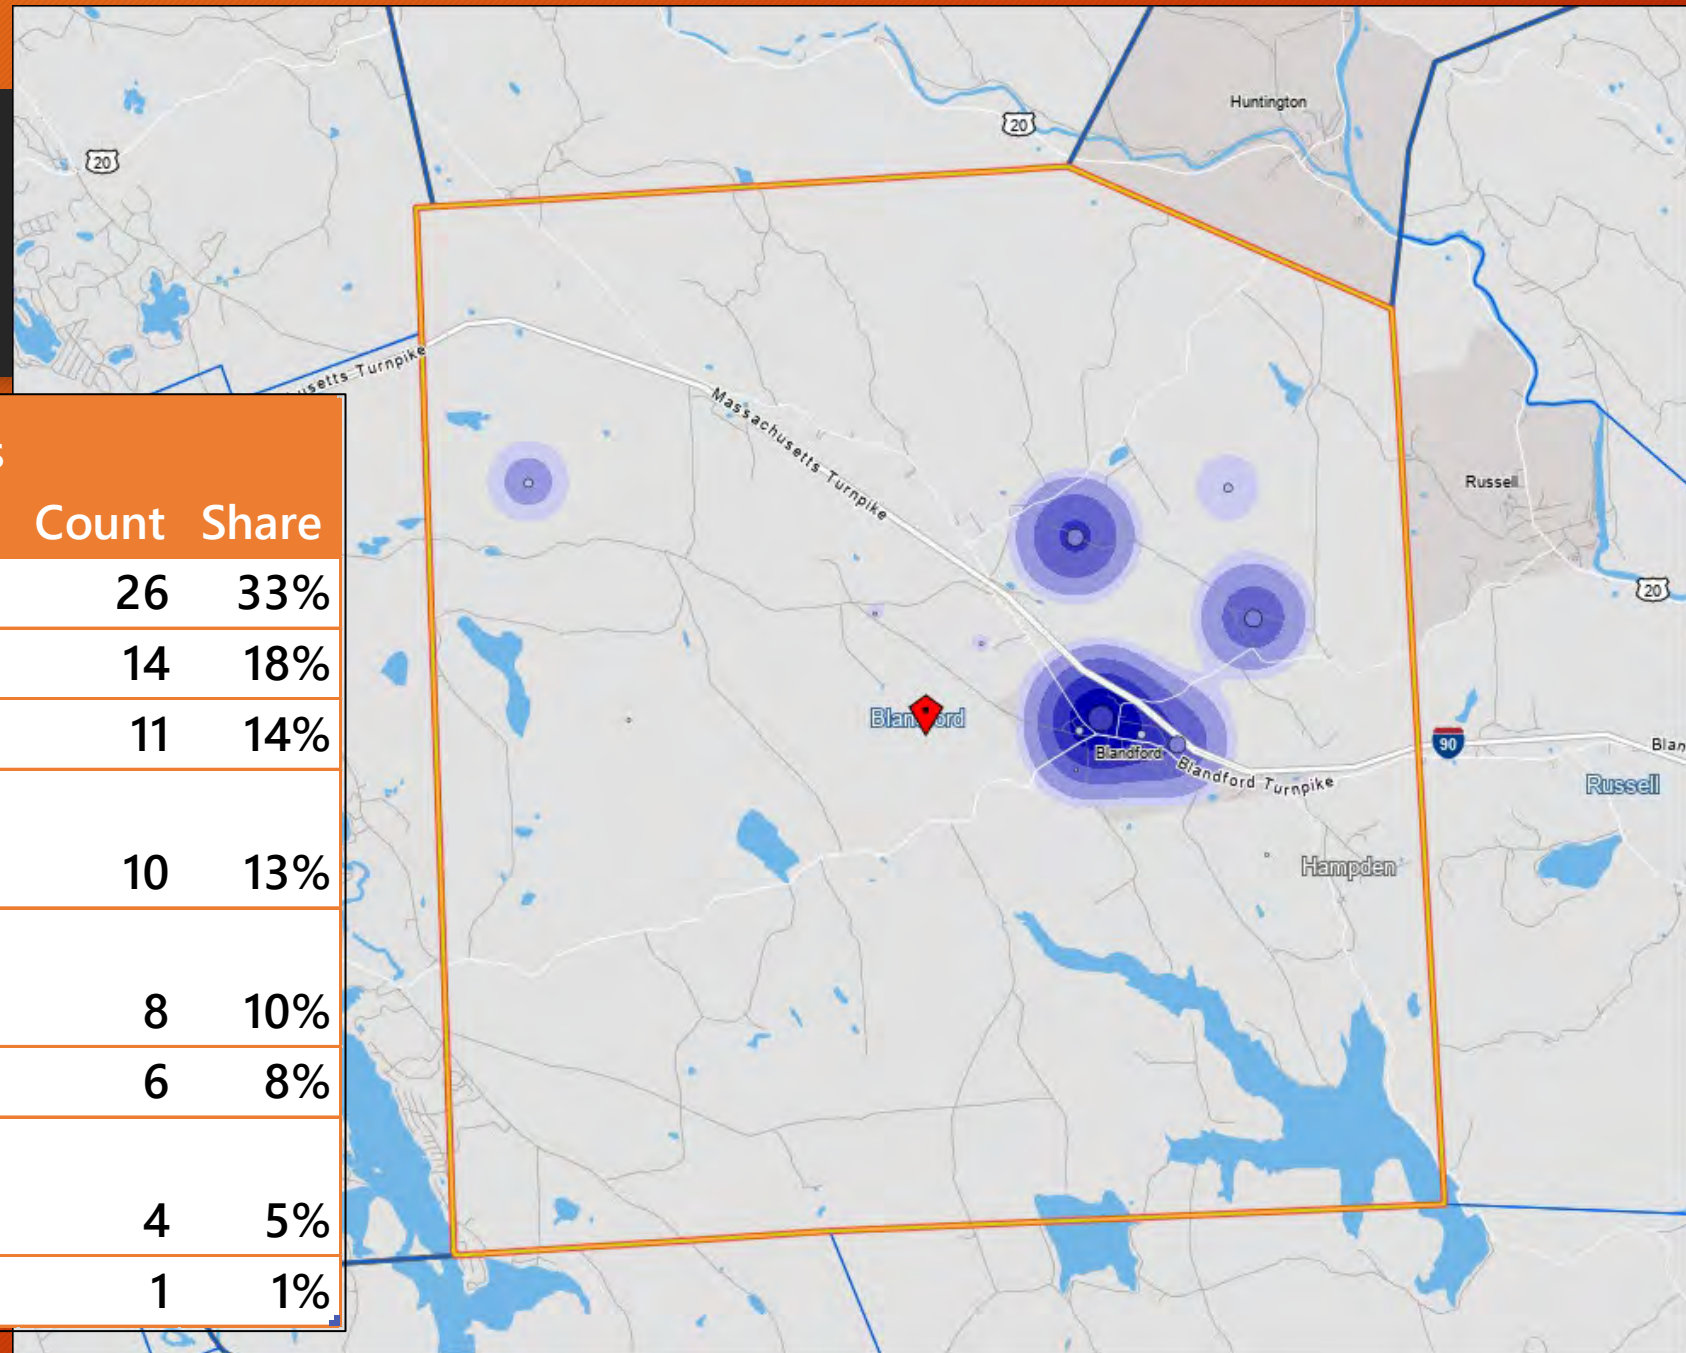 Huntington
20
20
Massachusetts Turnpike
Count Share
26 33%
14 18%
11 14%
10 13%
8 10%
6 8%
4 5%
1 1%
Russell
20
Blandford
Blandford
Blandford Turnpike
90
Russell
Hampden